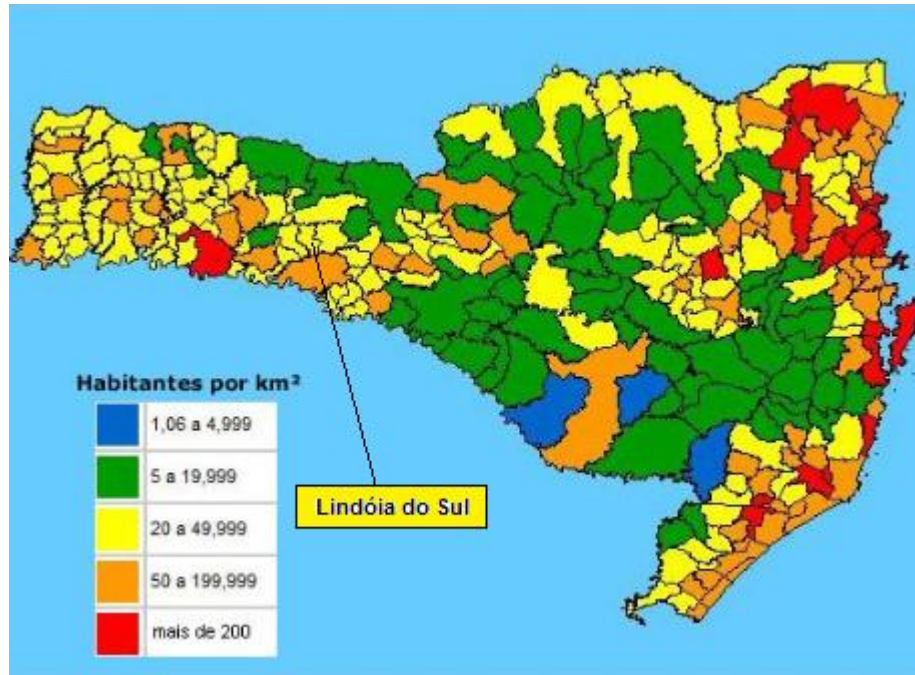 Lindóia do Sul
Habitantes por km²
1,06 a 4,999
5 a 19,999
20 a 49,999
50 a 199,999
mais de 200